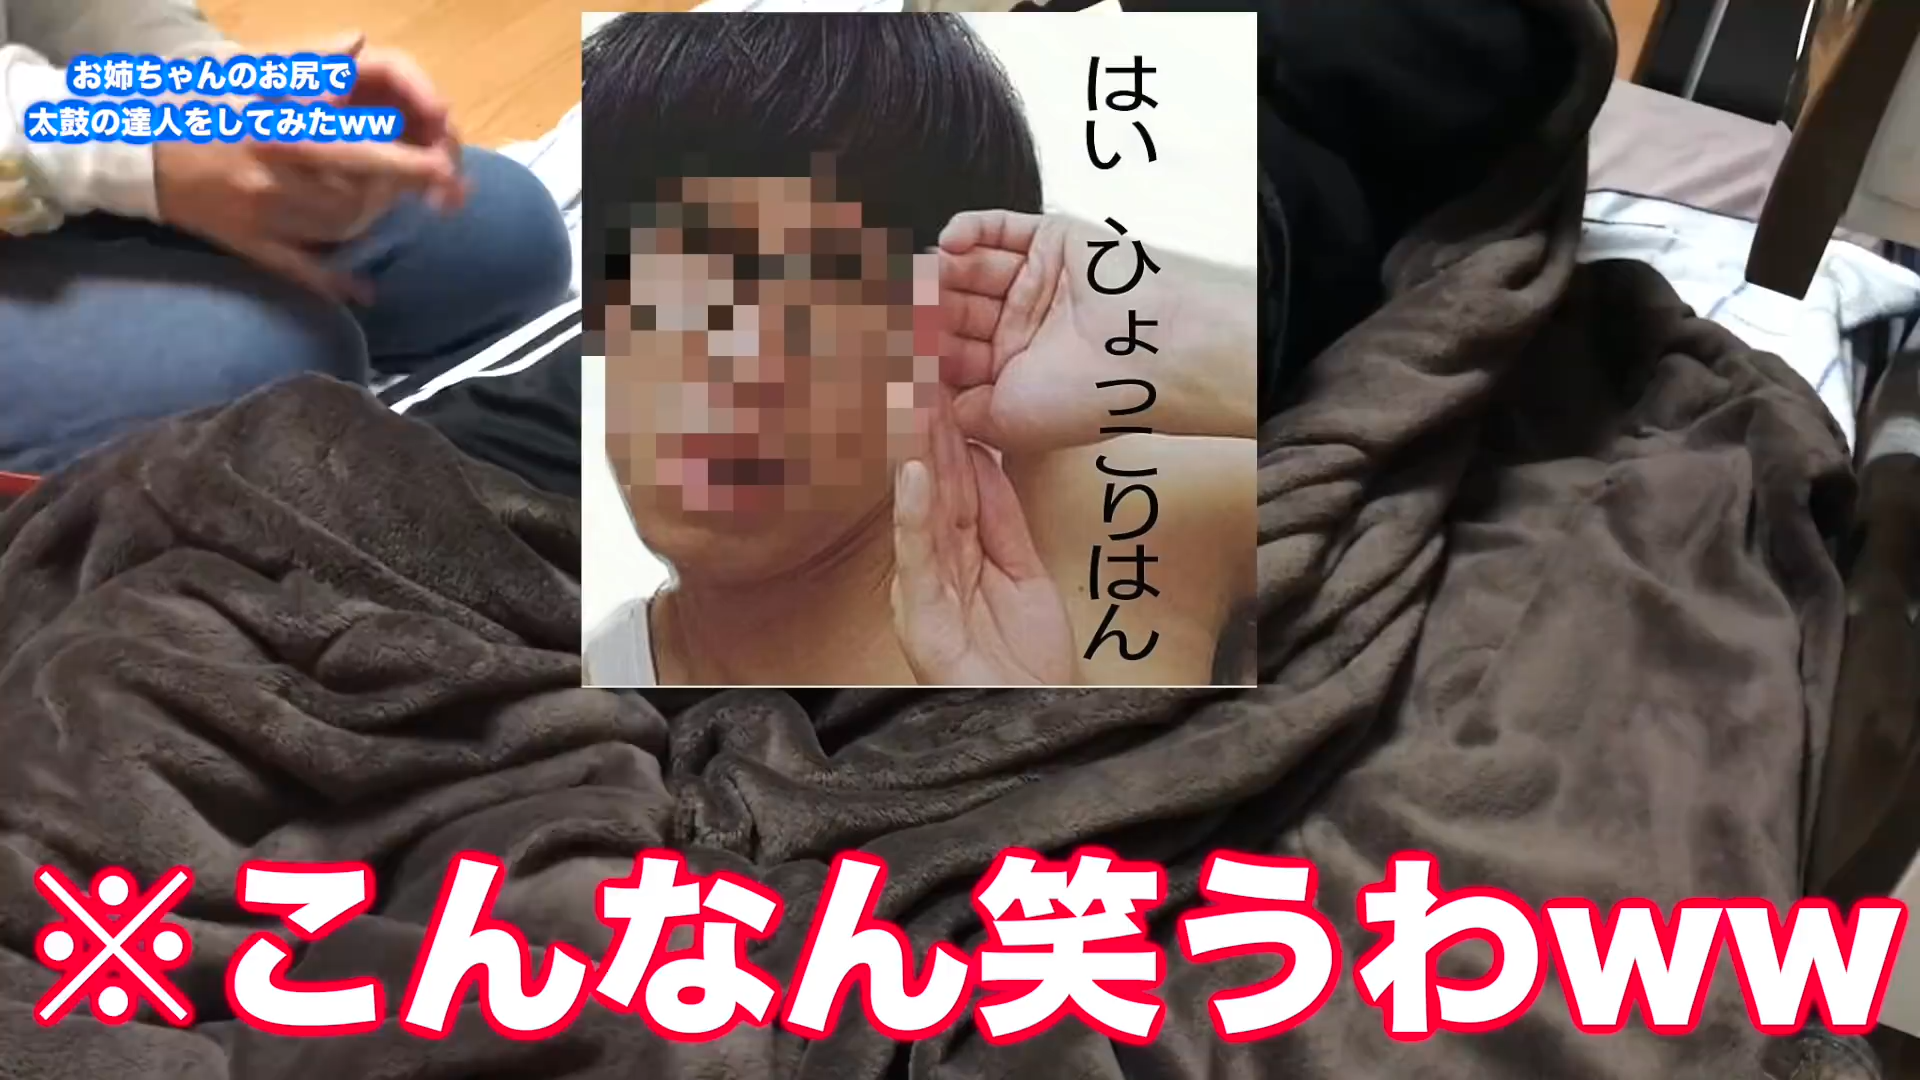 お姉ちゃんのお尻で
太鼓の達人をしてみたww
はい ひょっこりはん
※こんなん笑うわww